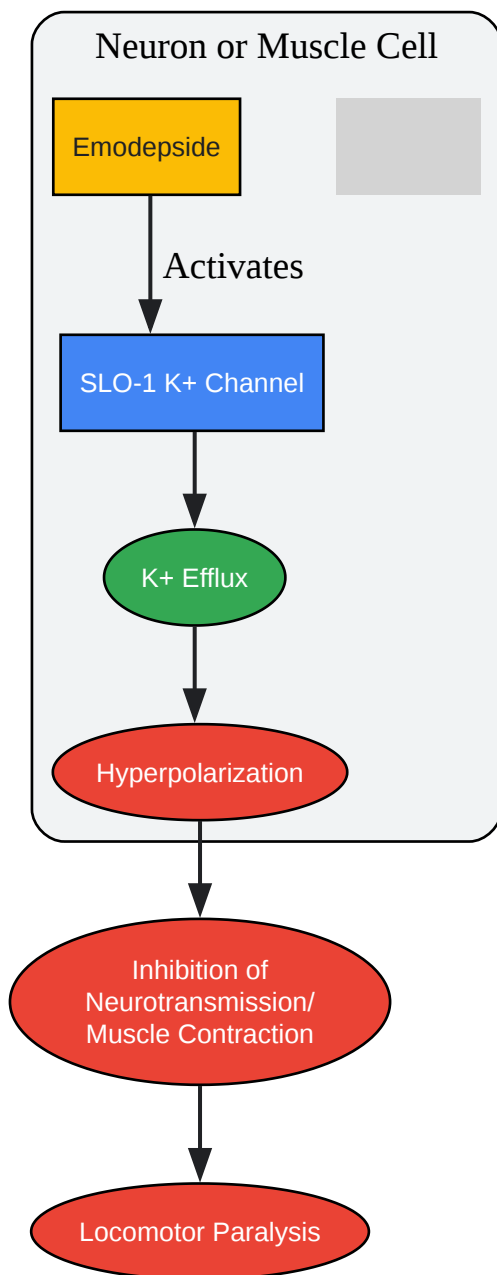 Neuron or Muscle Cell
Emodepside
Activates
SLO-1 K+ Channel
K+ Efflux
Hyperpolarization
Inhibition of
Neurotransmission/
Muscle Contraction
Locomotor Paralysis